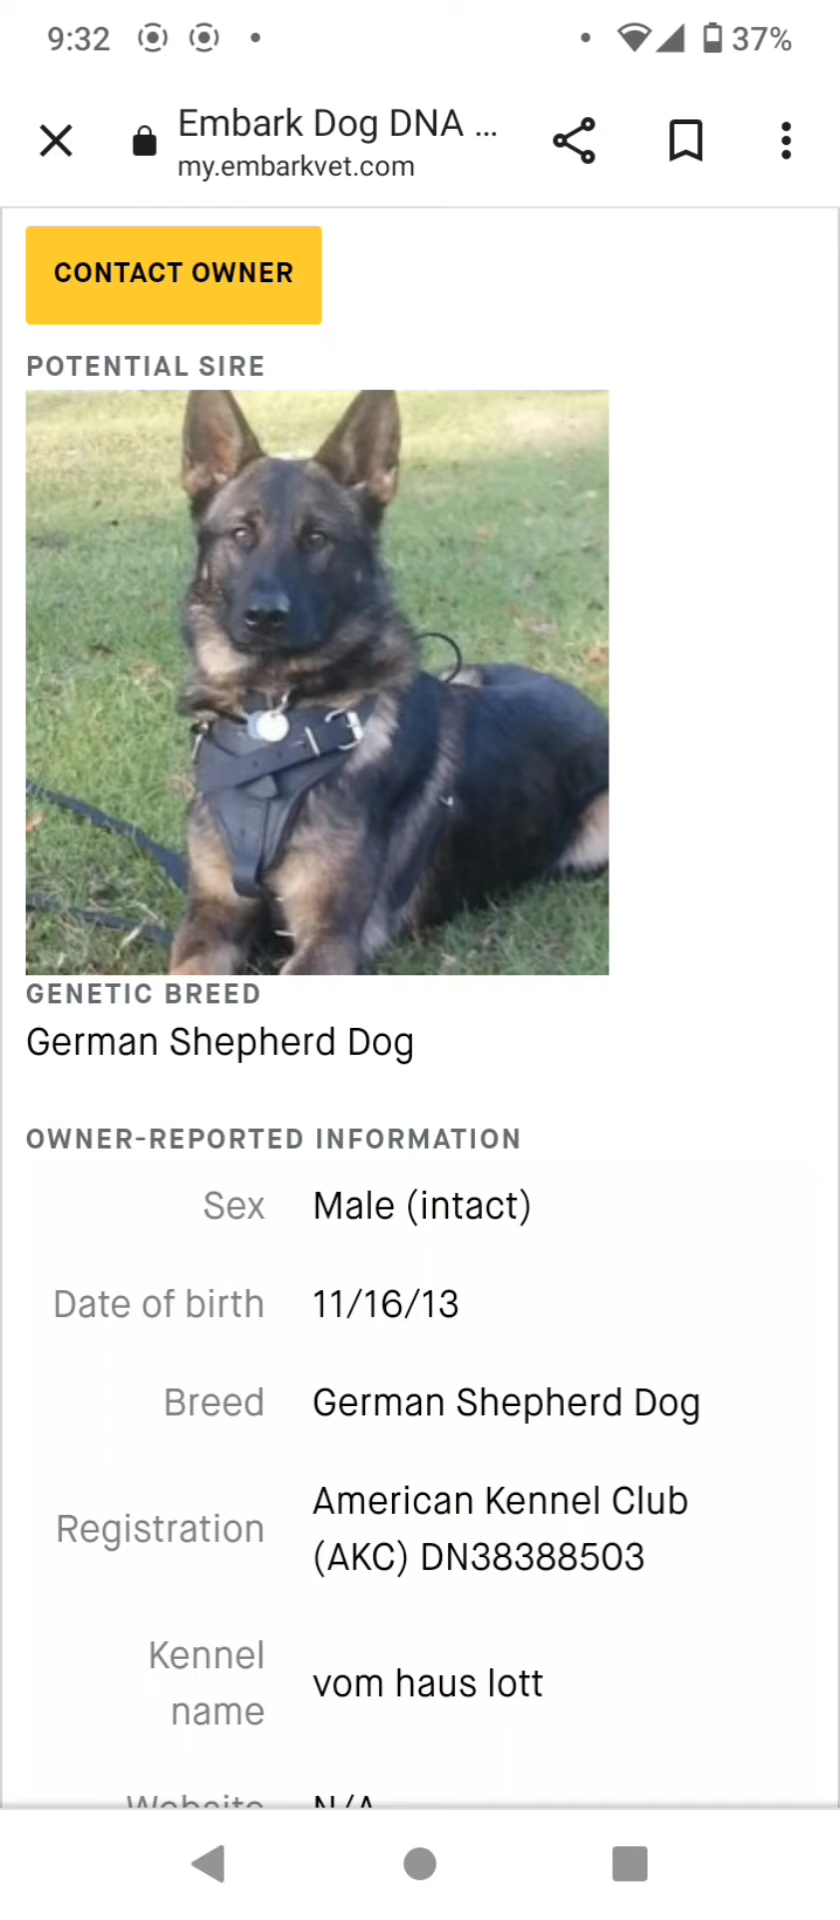 9:32
37%
Embark Dog DNA ...
my.embarkvet.com
CONTACT OWNER
POTENTIAL SIRE
GENETIC BREED
German Shepherd Dog
OWNER-REPORTED INFORMATION
Sex Male (intact)
Date of birth 11/16/13
Breed German Shepherd Dog
Registration American Kennel Club
(AKC) DN38388503
Kennel
name vom haus lott
Website N/A